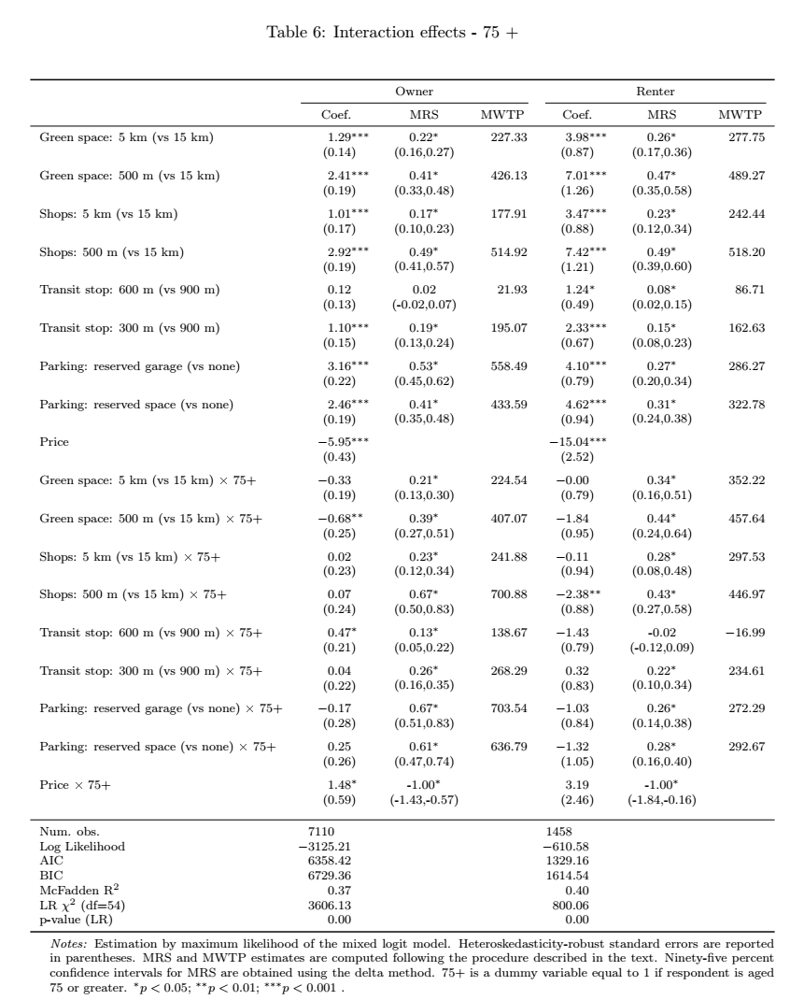 Table 6: Interaction effects - 75 +
Owner Renter
Coef. MRS MWTP Coef. MRS MWTP
Green space: 5 km (vs 15 km) 1.29*** 0.22* 227.33 3.98*** 0.26* 277.75
(0.14) (0.16,0.27) (0.87) (0.17,0.36)
Green space: 500 m (vs 15 km) 2.41*** 0.41* 426.13 7.01*** 0.47* 489.27
(0.19) (0.33,0.48) (1.26) (0.35,0.58)
Shops: 5 km (vs 15 km) 1.01*** 0.17* 177.91 3.47*** 0.23* 242.44
(0.17) (0.10,0.23) (0.88) (0.12,0.34)
Shops: 500 m (vs 15 km) 2.92*** 0.49* 514.92 7.42*** 0.49* 518.20
(0.19) (0.41,0.57) (1.21) (0.39,0.60)
Transit stop: 600 m (vs 900 m) 0.12 0.02 21.93 1.24* 0.08* 86.71
(0.13) (-0.02,0.07) (0.49) (0.02,0.15)
Transit stop: 300 m (vs 900 m) 1.10*** 0.19* 195.07 2.33*** 0.15* 162.63
(0.15) (0.13,0.24) (0.67) (0.08,0.23)
Parking: reserved garage (vs none) 3.16*** 0.53* 558.49 4.10*** 0.27* 286.27
(0.22) (0.45,0.62) (0.79) (0.20,0.34)
Parking: reserved space (vs none) 2.46*** 0.41* 433.59 4.62*** 0.31* 322.78
(0.19) (0.35,0.48) (0.94) (0.24,0.38)
Price −5.95*** −15.04***
(0.43) (2.52)
Green space: 5 km (vs 15 km) × 75+ −0.33 0.21* 224.54 −0.00 0.34* 352.22
(0.19) (0.13,0.30) (0.79) (0.16,0.51)
Green space: 500 m (vs 15 km) × 75+ −0.68** 0.39* 407.07 −1.84 0.44* 457.64
(0.25) (0.27,0.51) (0.95) (0.24,0.64)
Shops: 5 km (vs 15 km) × 75+ 0.02 0.23* 241.88 −0.11 0.28* 297.53
(0.23) (0.12,0.34) (0.94) (0.08,0.48)
Shops: 500 m (vs 15 km) × 75+ 0.07 0.67* 700.88 −2.38** 0.43* 446.97
(0.24) (0.50,0.83) (0.88) (0.27,0.58)
Transit stop: 600 m (vs 900 m) × 75+ 0.47* 0.13* 138.67 −1.43 -0.02 −16.99
(0.21) (0.05,0.22) (0.79) (-0.12,0.09)
Transit stop: 300 m (vs 900 m) × 75+ 0.04 0.26* 268.29 0.32 0.22* 234.61
(0.22) (0.16,0.35) (0.83) (0.10,0.34)
Parking: reserved garage (vs none) × 75+ −0.17 0.67* 703.54 −1.03 0.26* 272.29
(0.28) (0.51,0.83) (0.84) (0.14,0.38)
Parking: reserved space (vs none) × 75+ 0.25 0.61* 636.79 −1.32 0.28* 292.67
(0.26) (0.47,0.74) (1.05) (0.16,0.40)
Price × 75+ 1.48* -1.00* 3.19 -1.00*
(0.59) (-1.43,-0.57) (2.46) (-1.84,-0.16)
Num. obs. 7110 1458
Log Likelihood −3125.21 −610.58
AIC 6358.42 1329.16
BIC 6729.36 1614.54
McFadden R² 0.37 0.40
LR χ² (df=54) 3606.13 800.06
p-value (LR) 0.00 0.00
Notes: Estimation by maximum likelihood of the mixed logit model. Heteroskedasticity-robust standard errors are reported
in parentheses. MRS and MWTP estimates are computed following the procedure described in the text. Ninety-five percent
confidence intervals for MRS are obtained using the delta method. 75+ is a dummy variable equal to 1 if respondent is aged
75 or greater. *p < 0.05; **p < 0.01; ***p < 0.001 .